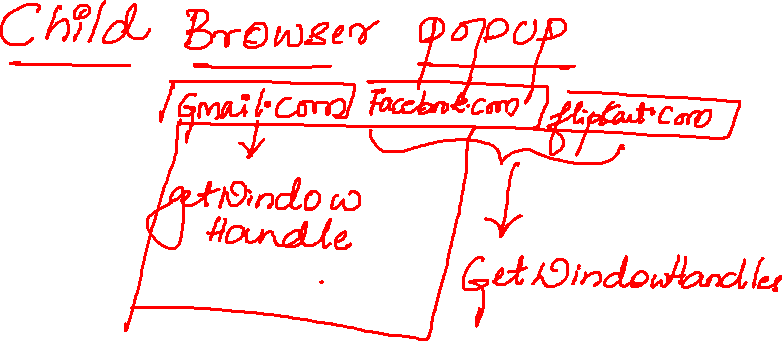 Child Browser POPUP
Gmail.com Facebook.com flipkart.com
getWindow
Handle
GetWindowHandles